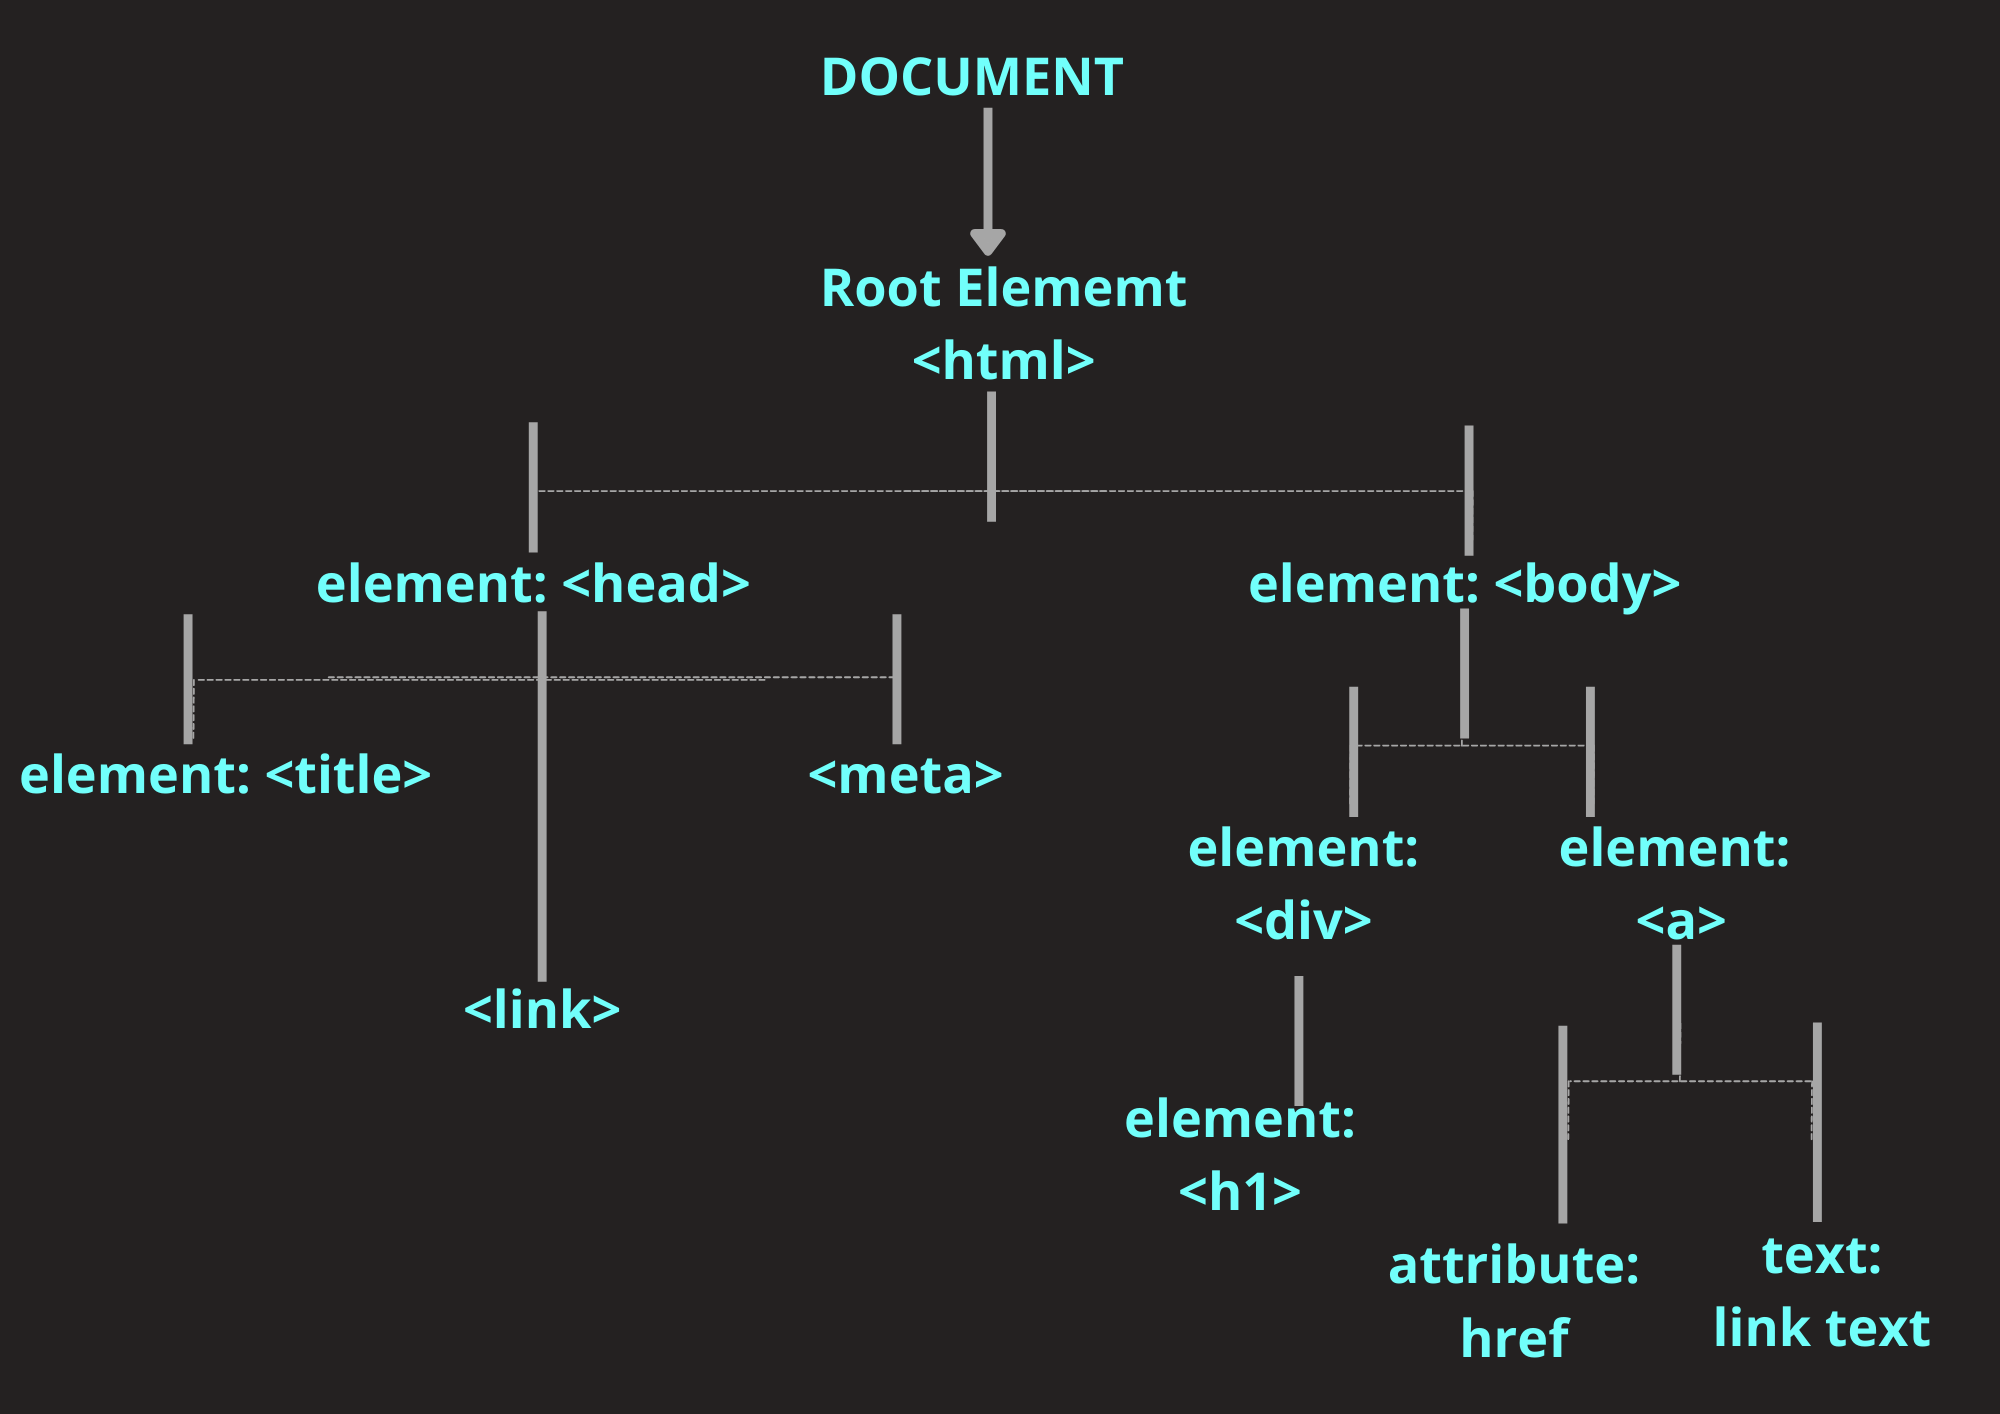 DOCUMENT
Root Elememt
<html>
element: <head>
element: <body>
element: <title>
<meta>
element:
<div>
element:
<a>
<link>
element:
<h1>
attribute:
href
text:
link text